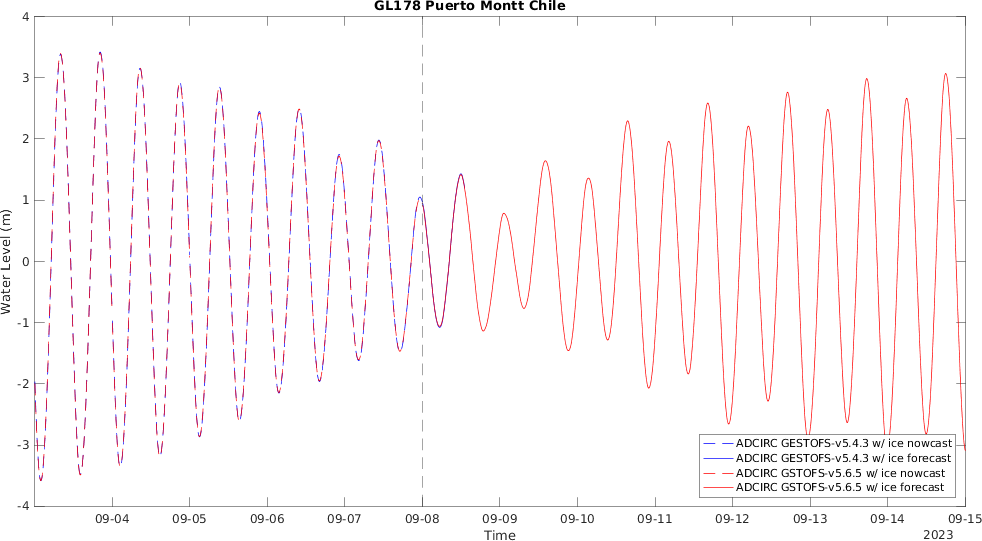 GL178 Puerto Montt Chile
4
3
2
1
0
-1
-2
-3
-4
Water Level (m)
ADCIRC GESTOFS-v5.4.3 w/ ice nowcast
ADCIRC GESTOFS-v5.4.3 w/ ice forecast
ADCIRC GSTOFS-v5.6.5 w/ ice nowcast
ADCIRC GSTOFS-v5.6.5 w/ ice forecast
09-04 09-05 09-06 09-07 09-08 09-09 09-10 09-11 09-12 09-13 09-14 09-15
Time
2023